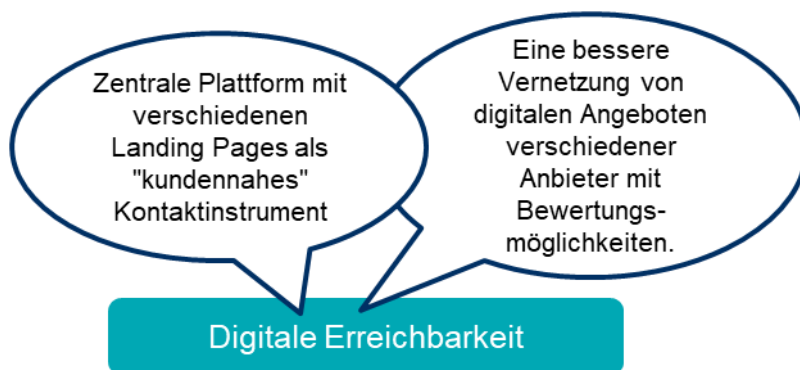 Zentrale Plattform mit
verschiedenen
Landing Pages als
"kundennahes"
Kontaktinstrument
Eine bessere
Vernetzung von
digitalen Angeboten
verschiedener
Anbieter mit
Bewertungs-
möglichkeiten.
Digitale Erreichbarkeit